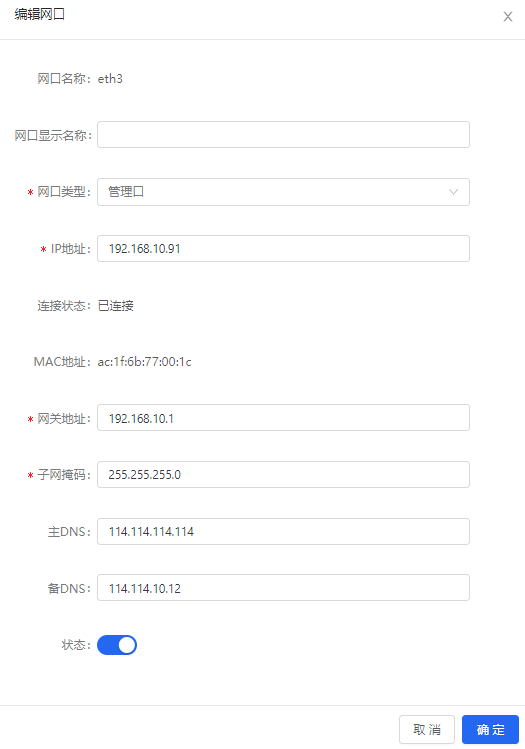 编辑网口
网口名称: eth3
网口显示名称:
* 网口类型: 管理口
* IP地址: 192.168.10.91
连接状态: 已连接
MAC地址: ac:1f:6b:77:00:1c
* 网关地址: 192.168.10.1
* 子网掩码: 255.255.255.0
主DNS: 114.114.114.114
备DNS: 114.114.10.12
状态:
取 消 确 定